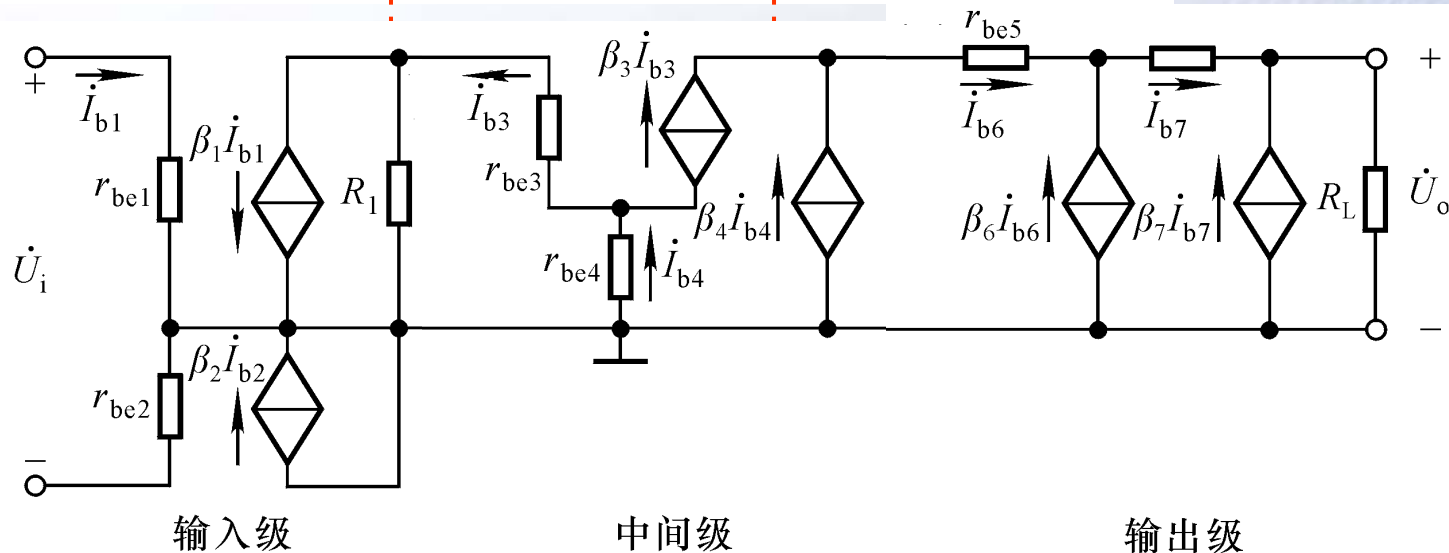 +
İb1
rbe1
U̇i
rbe2
−
β1İb1
β2İb2
R1
İb3
rbe3
rbe4
İb4
β3İb3
β4İb4
rbe5
İb6
İb7
β6İb6
β7İb7
RL
+
U̇o
−
输入级
中间级
输出级